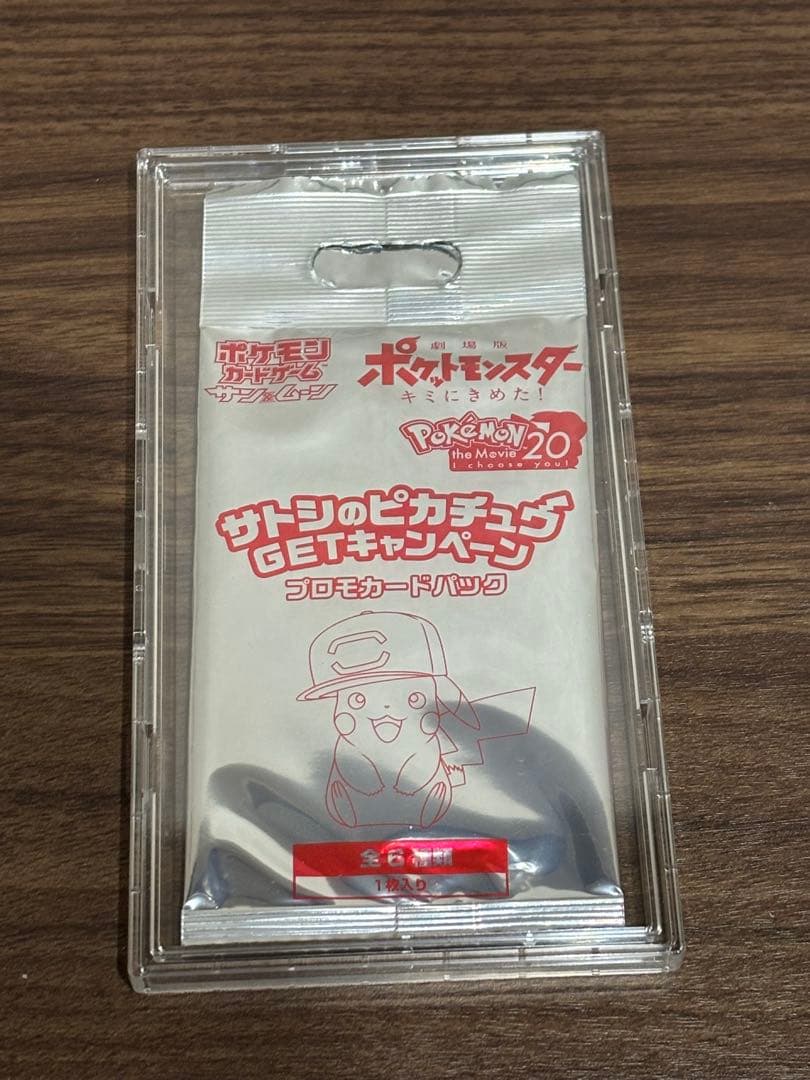 ポケモン
カードゲーム
サン&ムーン
劇場版
ポケットモンスター
キミにきめた!
POKéMON
the Movie 20
I choose you!
サトシのピカチュウ
GETキャンペーン
プロモカードパック
全6種類
1枚入り